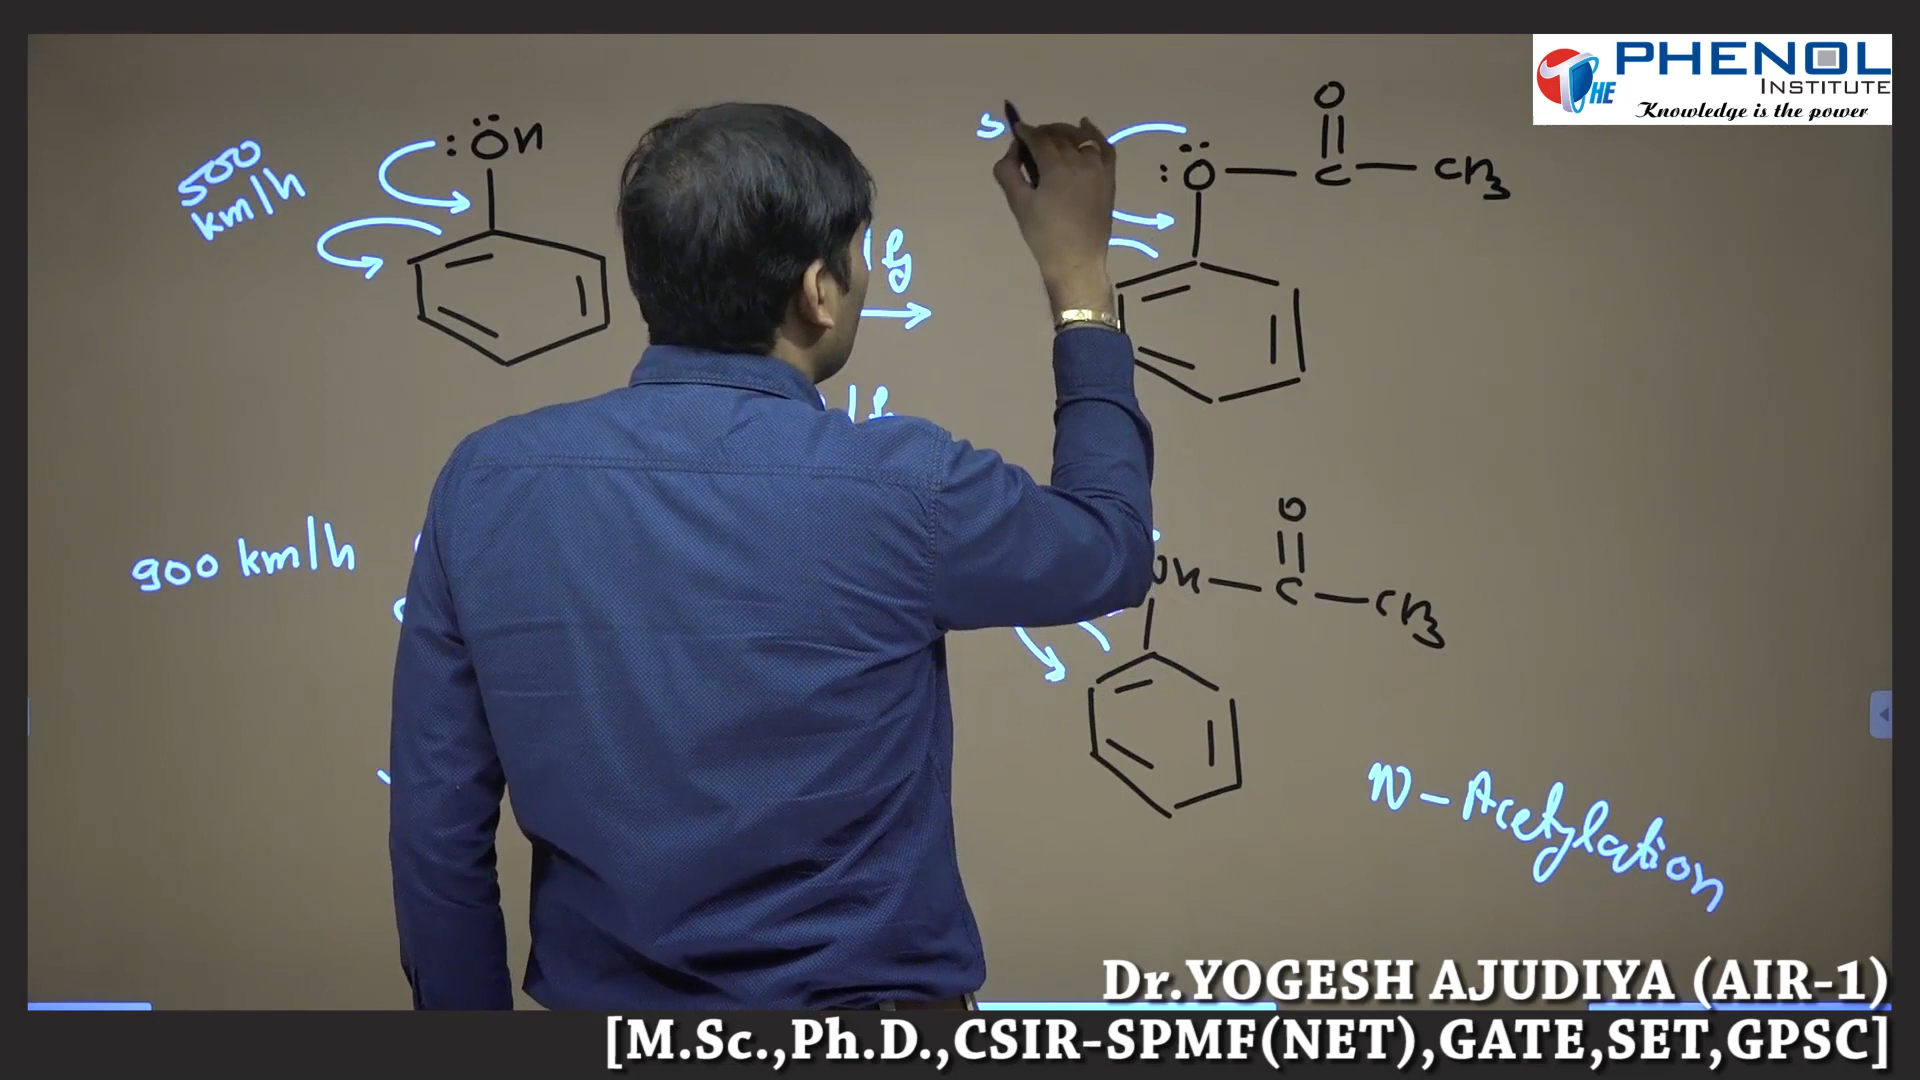 THE PHENOL
INSTITUTE
Knowledge is the power
:ÖH
500
km/h
:Ö — C — CH3
O
900 km/h
O
C — CH3
N-Acetylation
Dr.YOGESH AJUDIYA (AIR-1)
[M.Sc.,Ph.D.,CSIR-SPMF(NET),GATE,SET,GPSC]